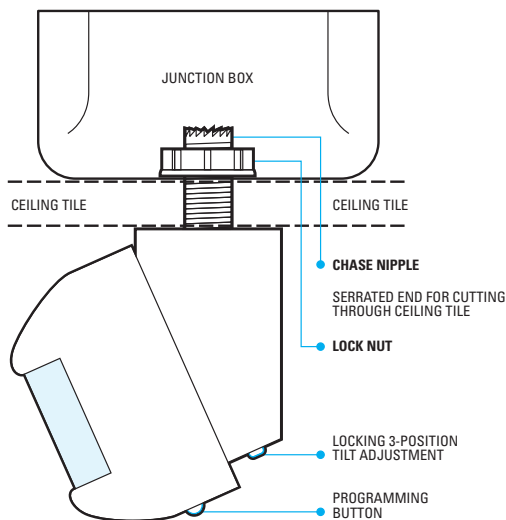 JUNCTION BOX
CEILING TILE
CEILING TILE
CHASE NIPPLE
SERRATED END FOR CUTTING
THROUGH CEILING TILE
LOCK NUT
LOCKING 3-POSITION
TILT ADJUSTMENT
PROGRAMMING
BUTTON